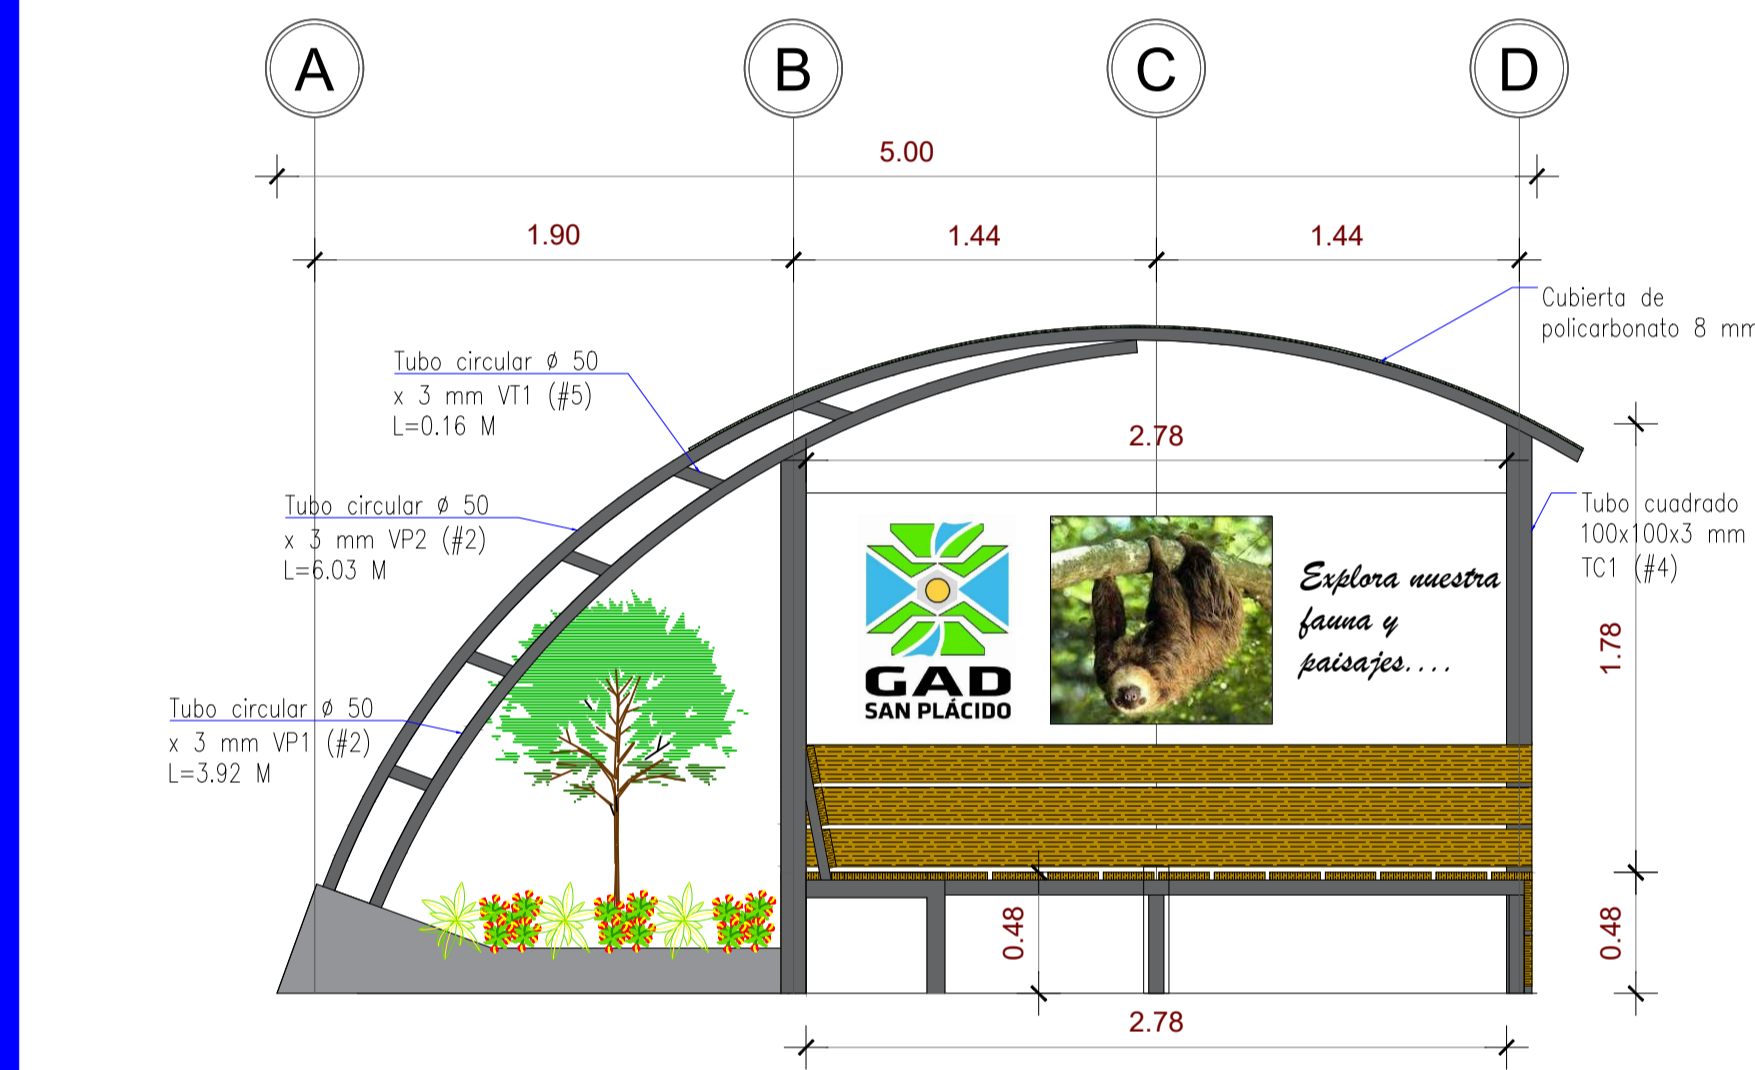 A
B
C
D
5.00
1.90
1.44
1.44
Cubierta de
policarbonato 8 mm
Tubo circular ø 50
x 3 mm VT1 (#5)
L=0.16 M
2.78
Tubo circular ø 50
x 3 mm VP2 (#2)
L=6.03 M
Tubo cuadrado
100x100x3 mm
TC1 (#4)
Explora nuestra
fauna y
paisajes....
GAD
SAN PLÁCIDO
1.78
Tubo circular ø 50
x 3 mm VP1 (#2)
L=3.92 M
0.48
0.48
2.78